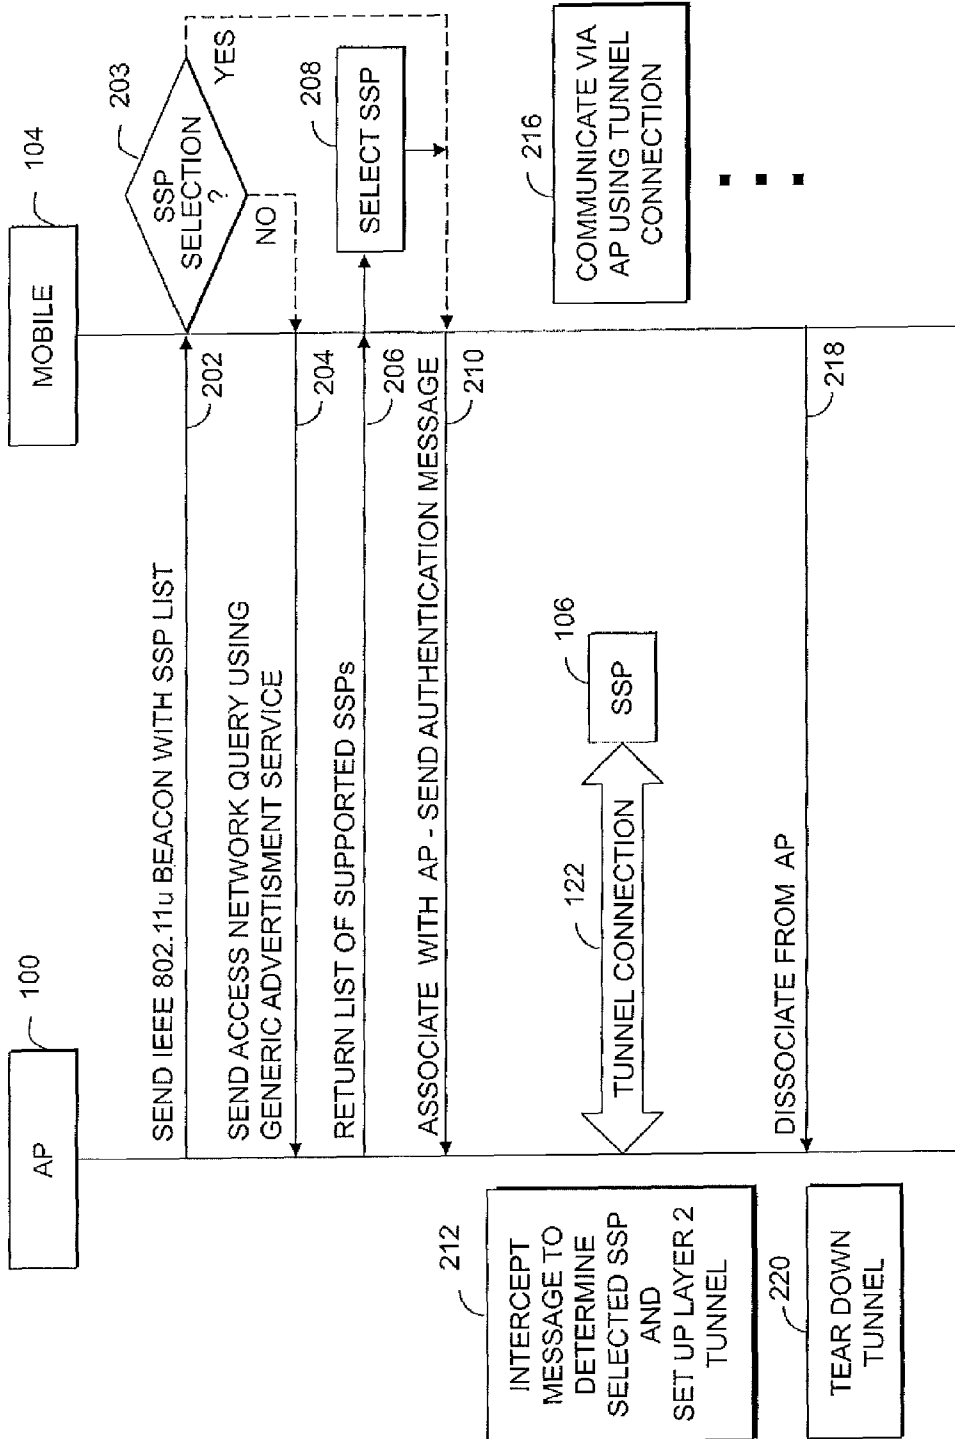 AP
100
MOBILE
104
SEND IEEE 802.11u BEACON WITH SSP LIST
202
SSP
SELECTION
?
203
YES
NO
SEND ACCESS NETWORK QUERY USING
GENERIC ADVERTISMENT SERVICE
204
RETURN LIST OF SUPPORTED SSPs
206
SELECT SSP
208
ASSOCIATE WITH AP - SEND AUTHENTICATION MESSAGE
210
INTERCEPT
MESSAGE TO
DETERMINE
SELECTED SSP
AND
SET UP LAYER 2
TUNNEL
212
122
TUNNEL CONNECTION
SSP
106
COMMUNICATE VIA
AP USING TUNNEL
CONNECTION
216
DISSOCIATE FROM AP
218
TEAR DOWN
TUNNEL
220